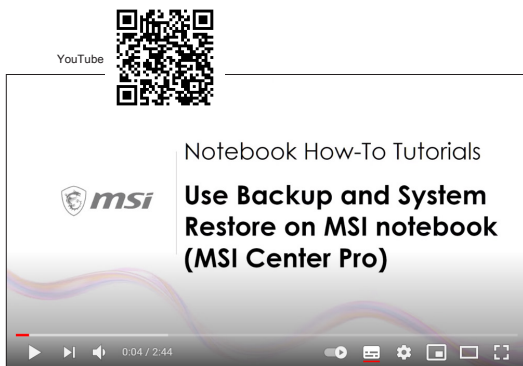 YouTube
Notebook How-To Tutorials
msi
Use Backup and System
Restore on MSI notebook
(MSI Center Pro)
0:04 / 2:44